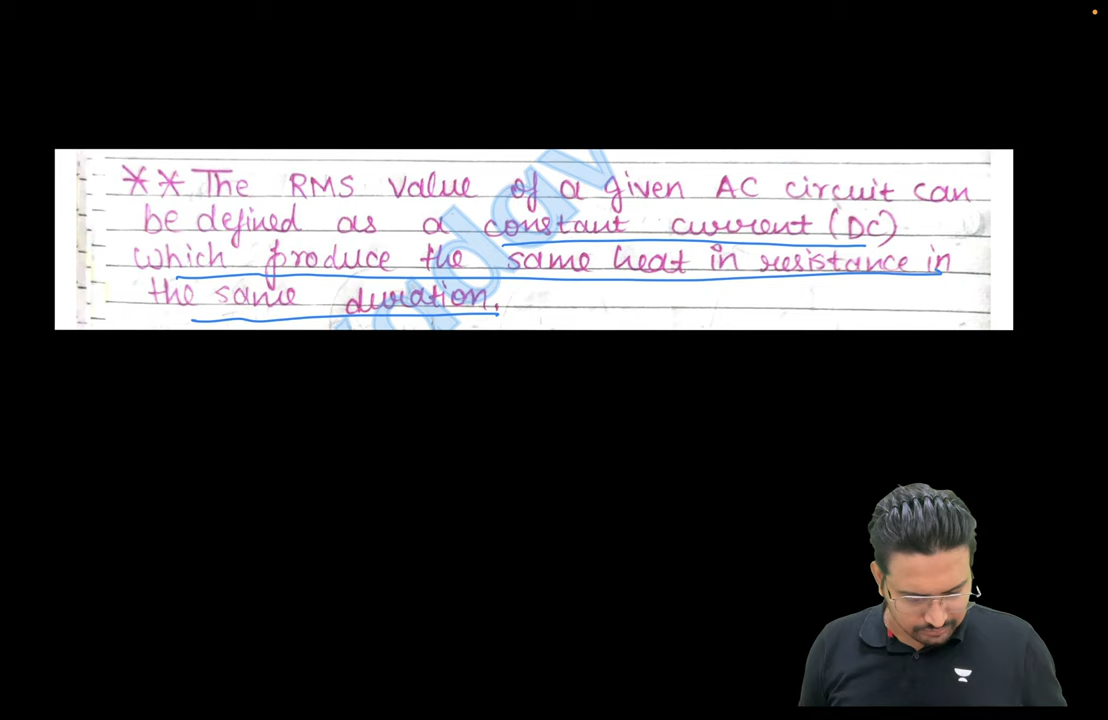 ** The RMS value of a given AC circuit can
be defined as a constant current (DC)
which produce the same heat in resistance in
the same duration.